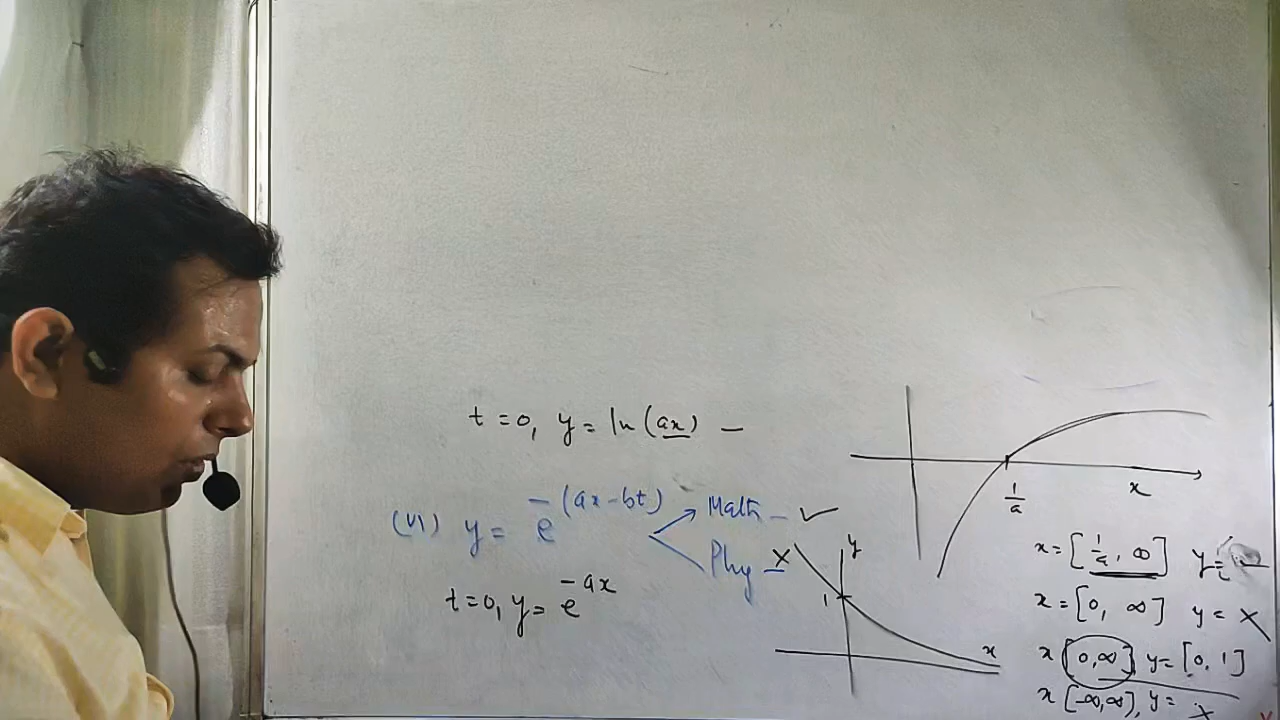 t=0, y = ln (ax) –
1/a
x
(VI) y = e^-(ax-bt)
Math – ✓
Phy – ×
t=0, y = e^-ax
y
1
x
x = [1/a, ∞] y =
x = [0, ∞] y = ×
x [0,∞], y = [0, 1]
x [-∞,∞], y = ×